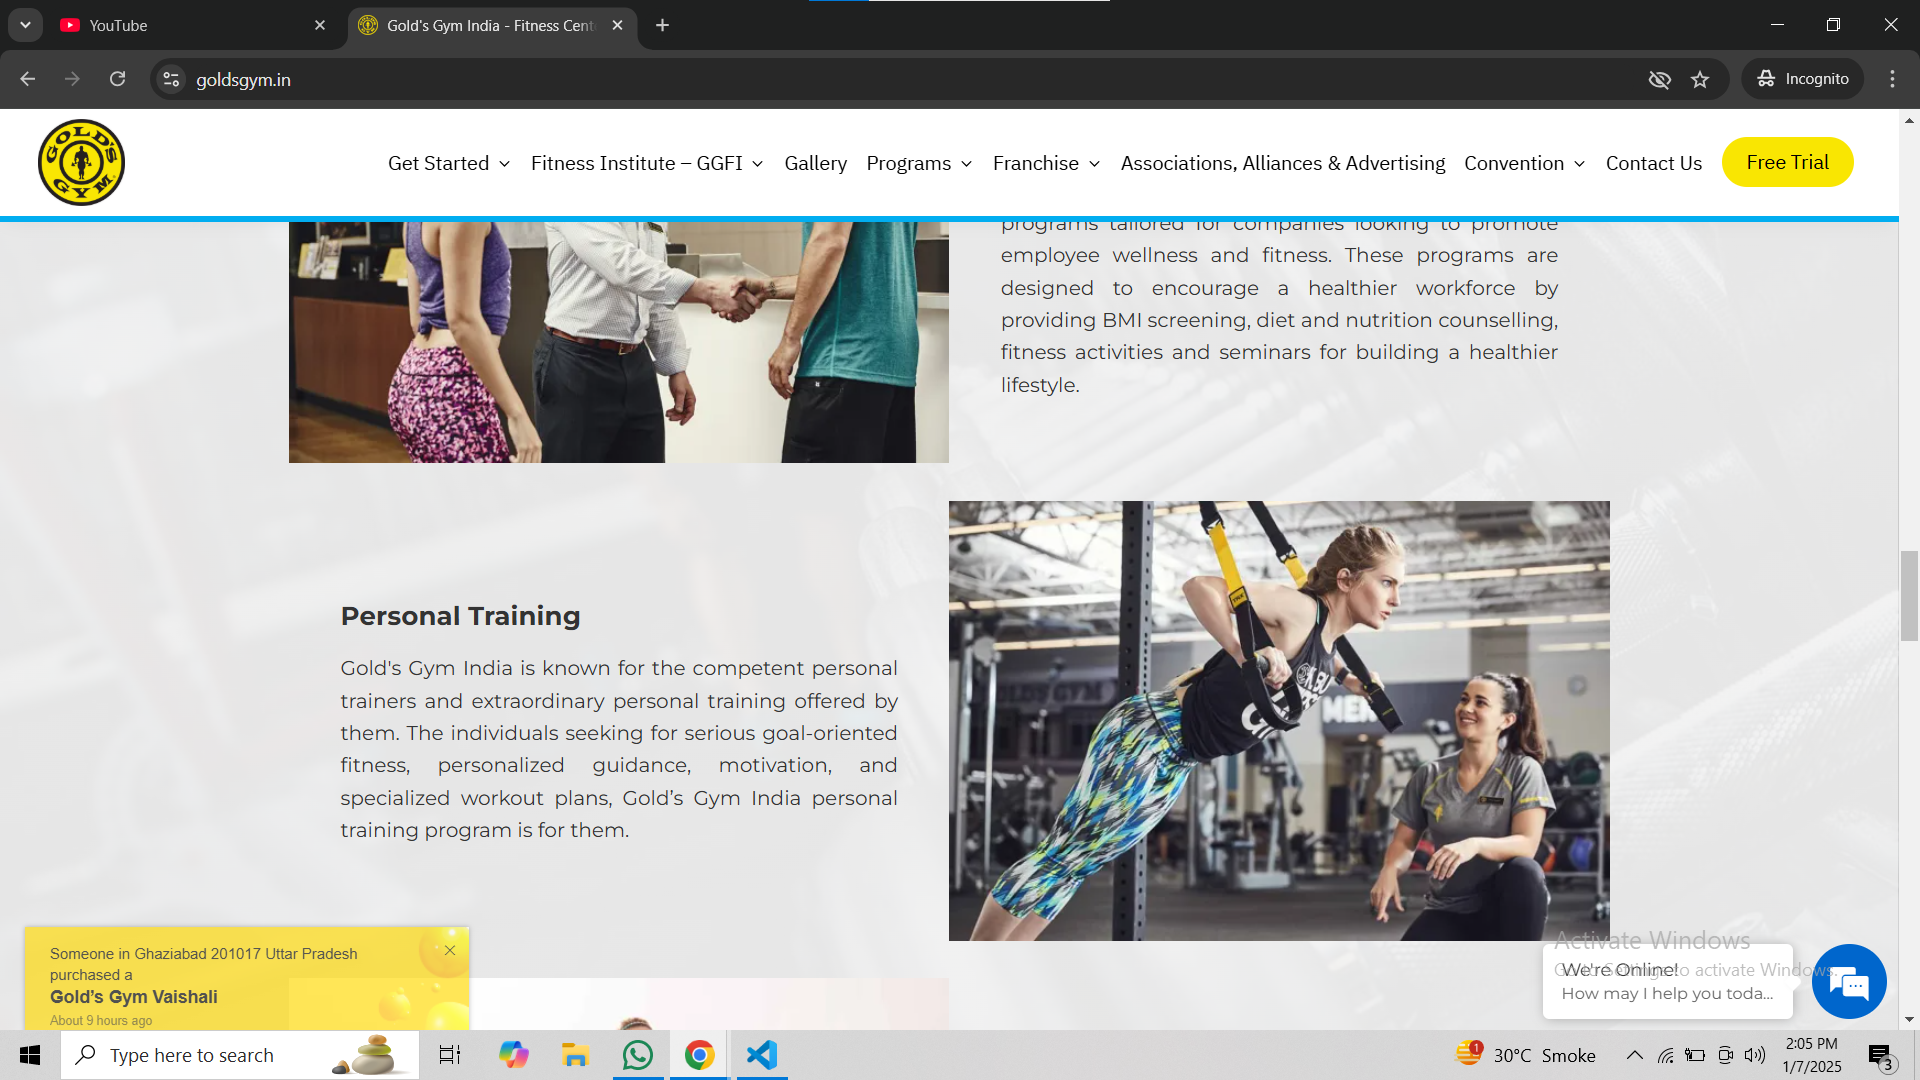 YouTube
Gold's Gym India - Fitness Cent
goldsgym.in
Incognito
GOLD'S GYM
Get Started
Fitness Institute – GGFI
Gallery
Programs
Franchise
Associations, Alliances & Advertising
Convention
Contact Us
Free Trial
programs tailored for companies looking to promote
employee wellness and fitness. These programs are
designed to encourage a healthier workforce by
providing BMI screening, diet and nutrition counselling,
fitness activities and seminars for building a healthier
lifestyle.
Personal Training
Gold's Gym India is known for the competent personal
trainers and extraordinary personal training offered by
them. The individuals seeking for serious goal-oriented
fitness, personalized guidance, motivation, and
specialized workout plans, Gold’s Gym India personal
training program is for them.
Someone in Ghaziabad 201017 Uttar Pradesh
purchased a
Gold’s Gym Vaishali
About 9 hours ago
Activate Windows
Go to Settings to activate Windows.
We're Online!
How may I help you toda...
Type here to search
1
30°C Smoke
2:05 PM
1/7/2025
3